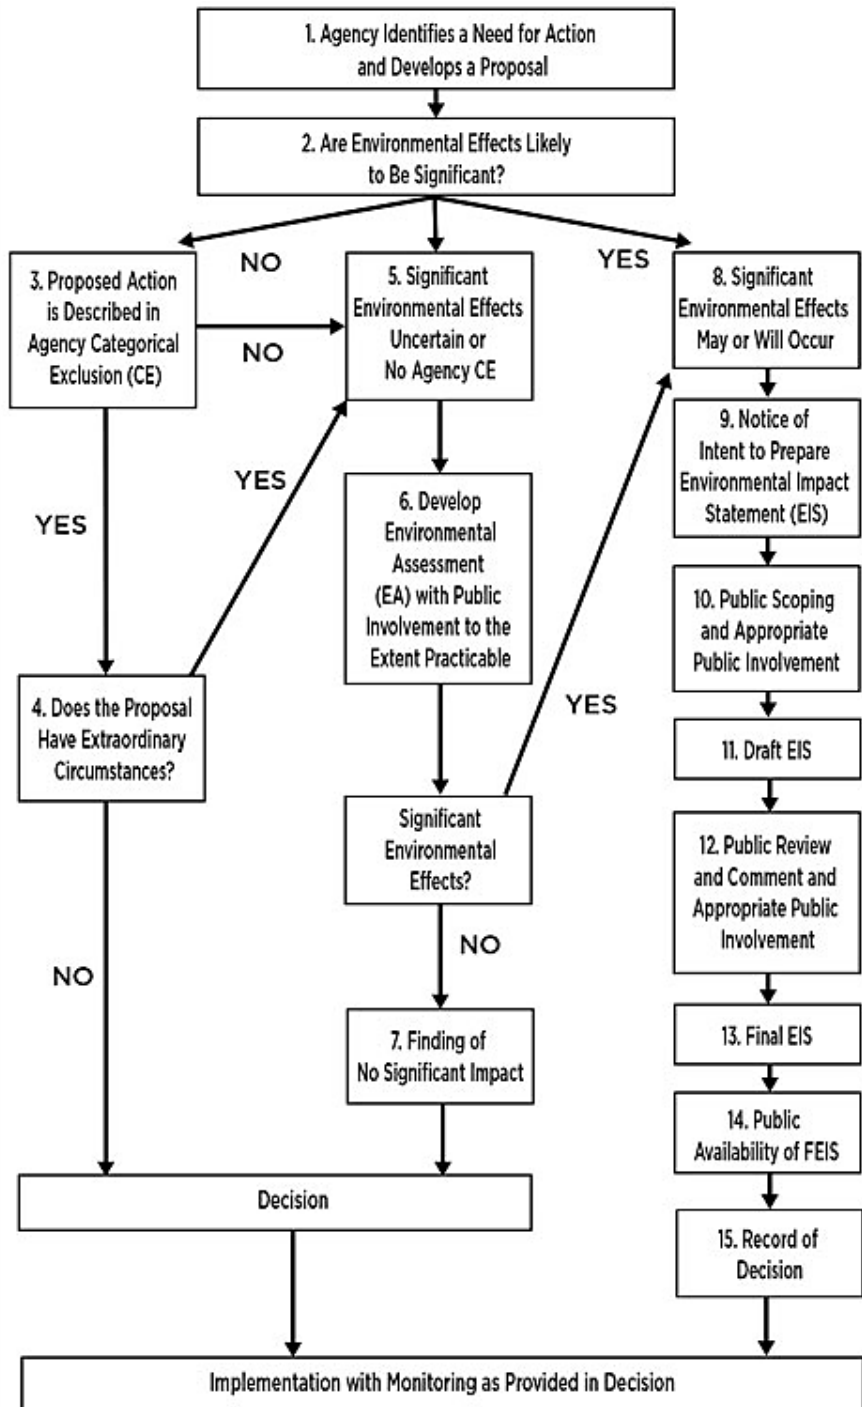 1. Agency Identifies a Need for Action
and Develops a Proposal
2. Are Environmental Effects Likely
to Be Significant?
NO
YES
3. Proposed Action
is Described in
Agency Categorical
Exclusion (CE)
NO
5. Significant
Environmental Effects
Uncertain or
No Agency CE
8. Significant
Environmental Effects
May or Will Occur
YES
YES
4. Does the Proposal
Have Extraordinary
Circumstances?
NO
6. Develop
Environmental
Assessment
(EA) with Public
Involvement to the
Extent Practicable
YES
Significant
Environmental
Effects?
NO
7. Finding of
No Significant Impact
Decision
9. Notice of
Intent to Prepare
Environmental Impact
Statement (EIS)
10. Public Scoping
and Appropriate
Public Involvement
11. Draft EIS
12. Public Review
and Comment and
Appropriate Public
Involvement
13. Final EIS
14. Public
Availability of FEIS
15. Record of
Decision
Implementation with Monitoring as Provided in Decision